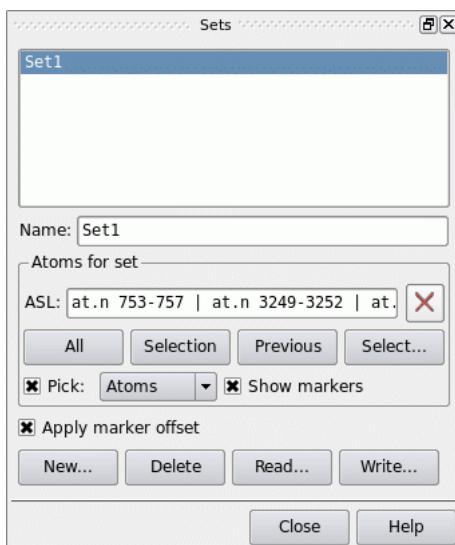 Sets
Set1
Name: Set1
Atoms for set
ASL: at.n 753-757 | at.n 3249-3252 | at.
All Selection Previous Select...
Pick: Atoms Show markers
Apply marker offset
New... Delete Read... Write...
Close Help